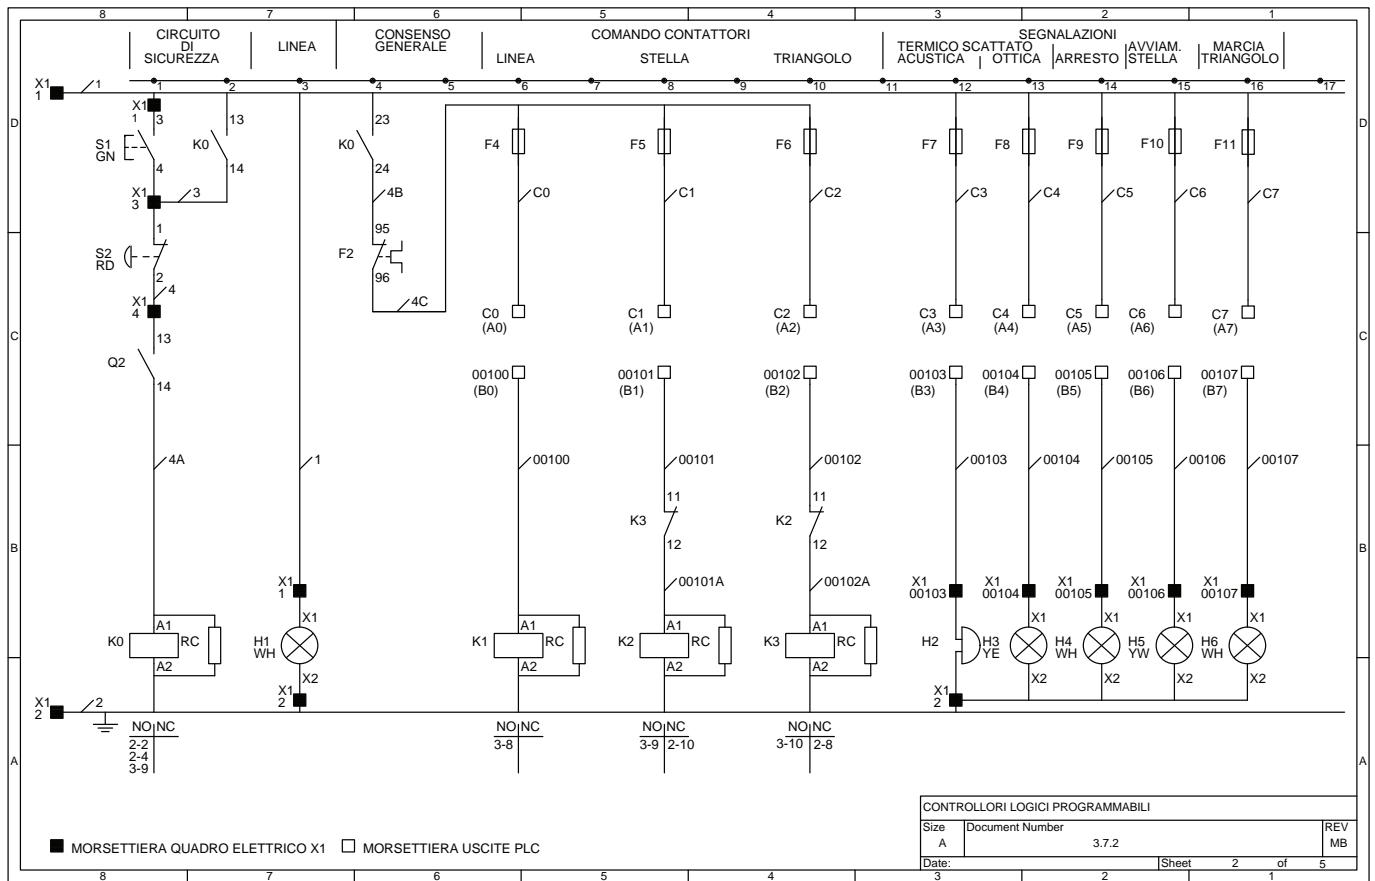 8 7 6 5 4 3 2 1
CIRCUITO DI SICUREZZA
LINEA
CONSENSO GENERALE
COMANDO CONTATTORI
LINEA STELLA TRIANGOLO
SEGNALAZIONI
TERMICO SCATTATO
ACUSTICA OTTICA
ARRESTO
AVVIAM. STELLA
MARCIA TRIANGOLO
X1 1 1
1 2 3 4 5 6 7 8 9 10 11 12 13 14 15 16 17
D D
X1 1 3 13 23
S1 GN K0 K0 F4 F5 F6 F7 F8 F9 F10 F11
4 14 24
X1 3 3 4B C0 C1 C2 C3 C4 C5 C6 C7
1 95
S2 RD F2
2 96
4 4C
X1 4
C0 (A0) C1 (A1) C2 (A2) C3 (A3) C4 (A4) C5 (A5) C6 (A6) C7 (A7)
C C
13
Q2
14
00100 (B0) 00101 (B1) 00102 (B2) 00103 (B3) 00104 (B4) 00105 (B5) 00106 (B6) 00107 (B7)
4A 1 00100 00101 00102 00103 00104 00105 00106 00107
11 11
K3 K2
12 12
B B
X1 1 00101A 00102A X1 00103 X1 00104 X1 00105 X1 00106 X1 00107
A1 X1 A1 A1 A1 X1 X1 X1 X1
K0 RC H1 WH K1 RC K2 RC K3 RC H2 H3 YE H4 WH H5 YW H6 WH
A2 X2 A2 A2 A2 X2 X2 X2 X2
X1 2 2 X1 2 X1 2
NO NC NO NC NO NC NO NC
2-2 3-8 3-9 2-10 3-10 2-8
2-4
3-9
A A
CONTROLLORI LOGICI PROGRAMMABILI
Size Document Number REV
A 3.7.2 MB
Date: Sheet 2 of 5
MORSETTIERA QUADRO ELETTRICO X1 MORSETTIERA USCITE PLC
8 7 6 5 4 3 2 1